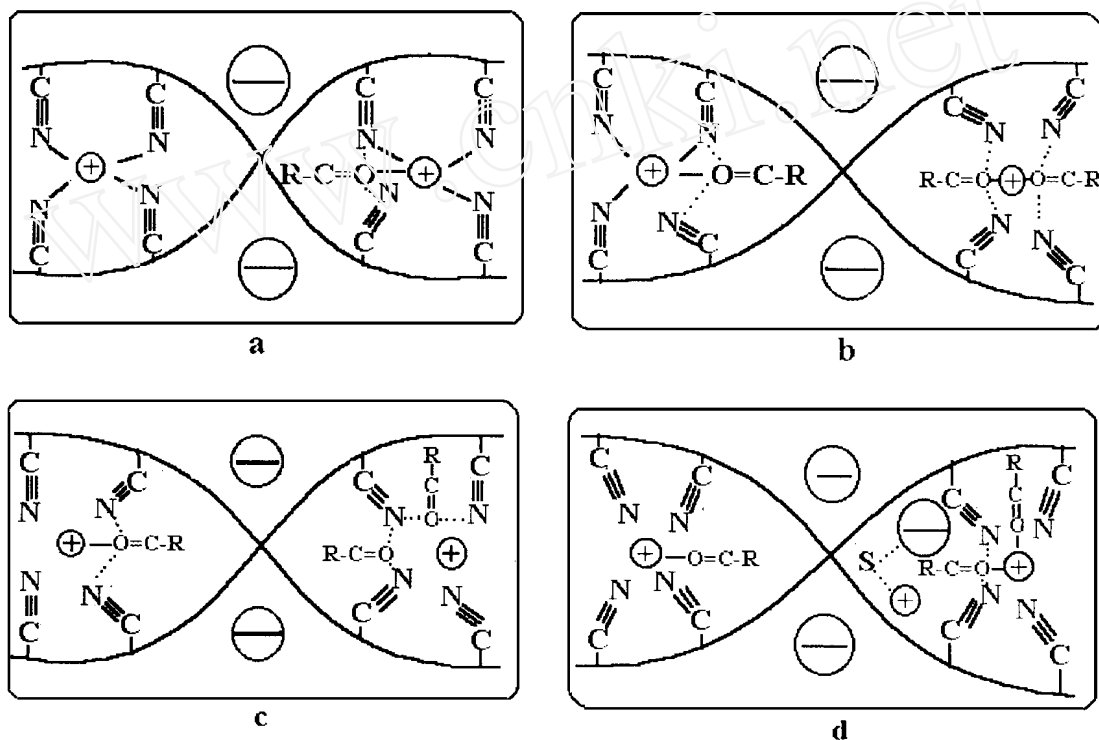 www.cnki.net
C C C C
N N N N
+ R-C=O +
N N N N
C C C C
a
C C C C
N N N N
+ O=C-R R-C=O + O=C-R
N N N N
C C C C
b
R
C
O
C C C C
N N N N
+ O=C-R R-C=O +
N N N N
C C C C
c
R
C
O
C C C C
N N N N
+ O=C-R S + R-C=O +
N N N N
C C C C
d